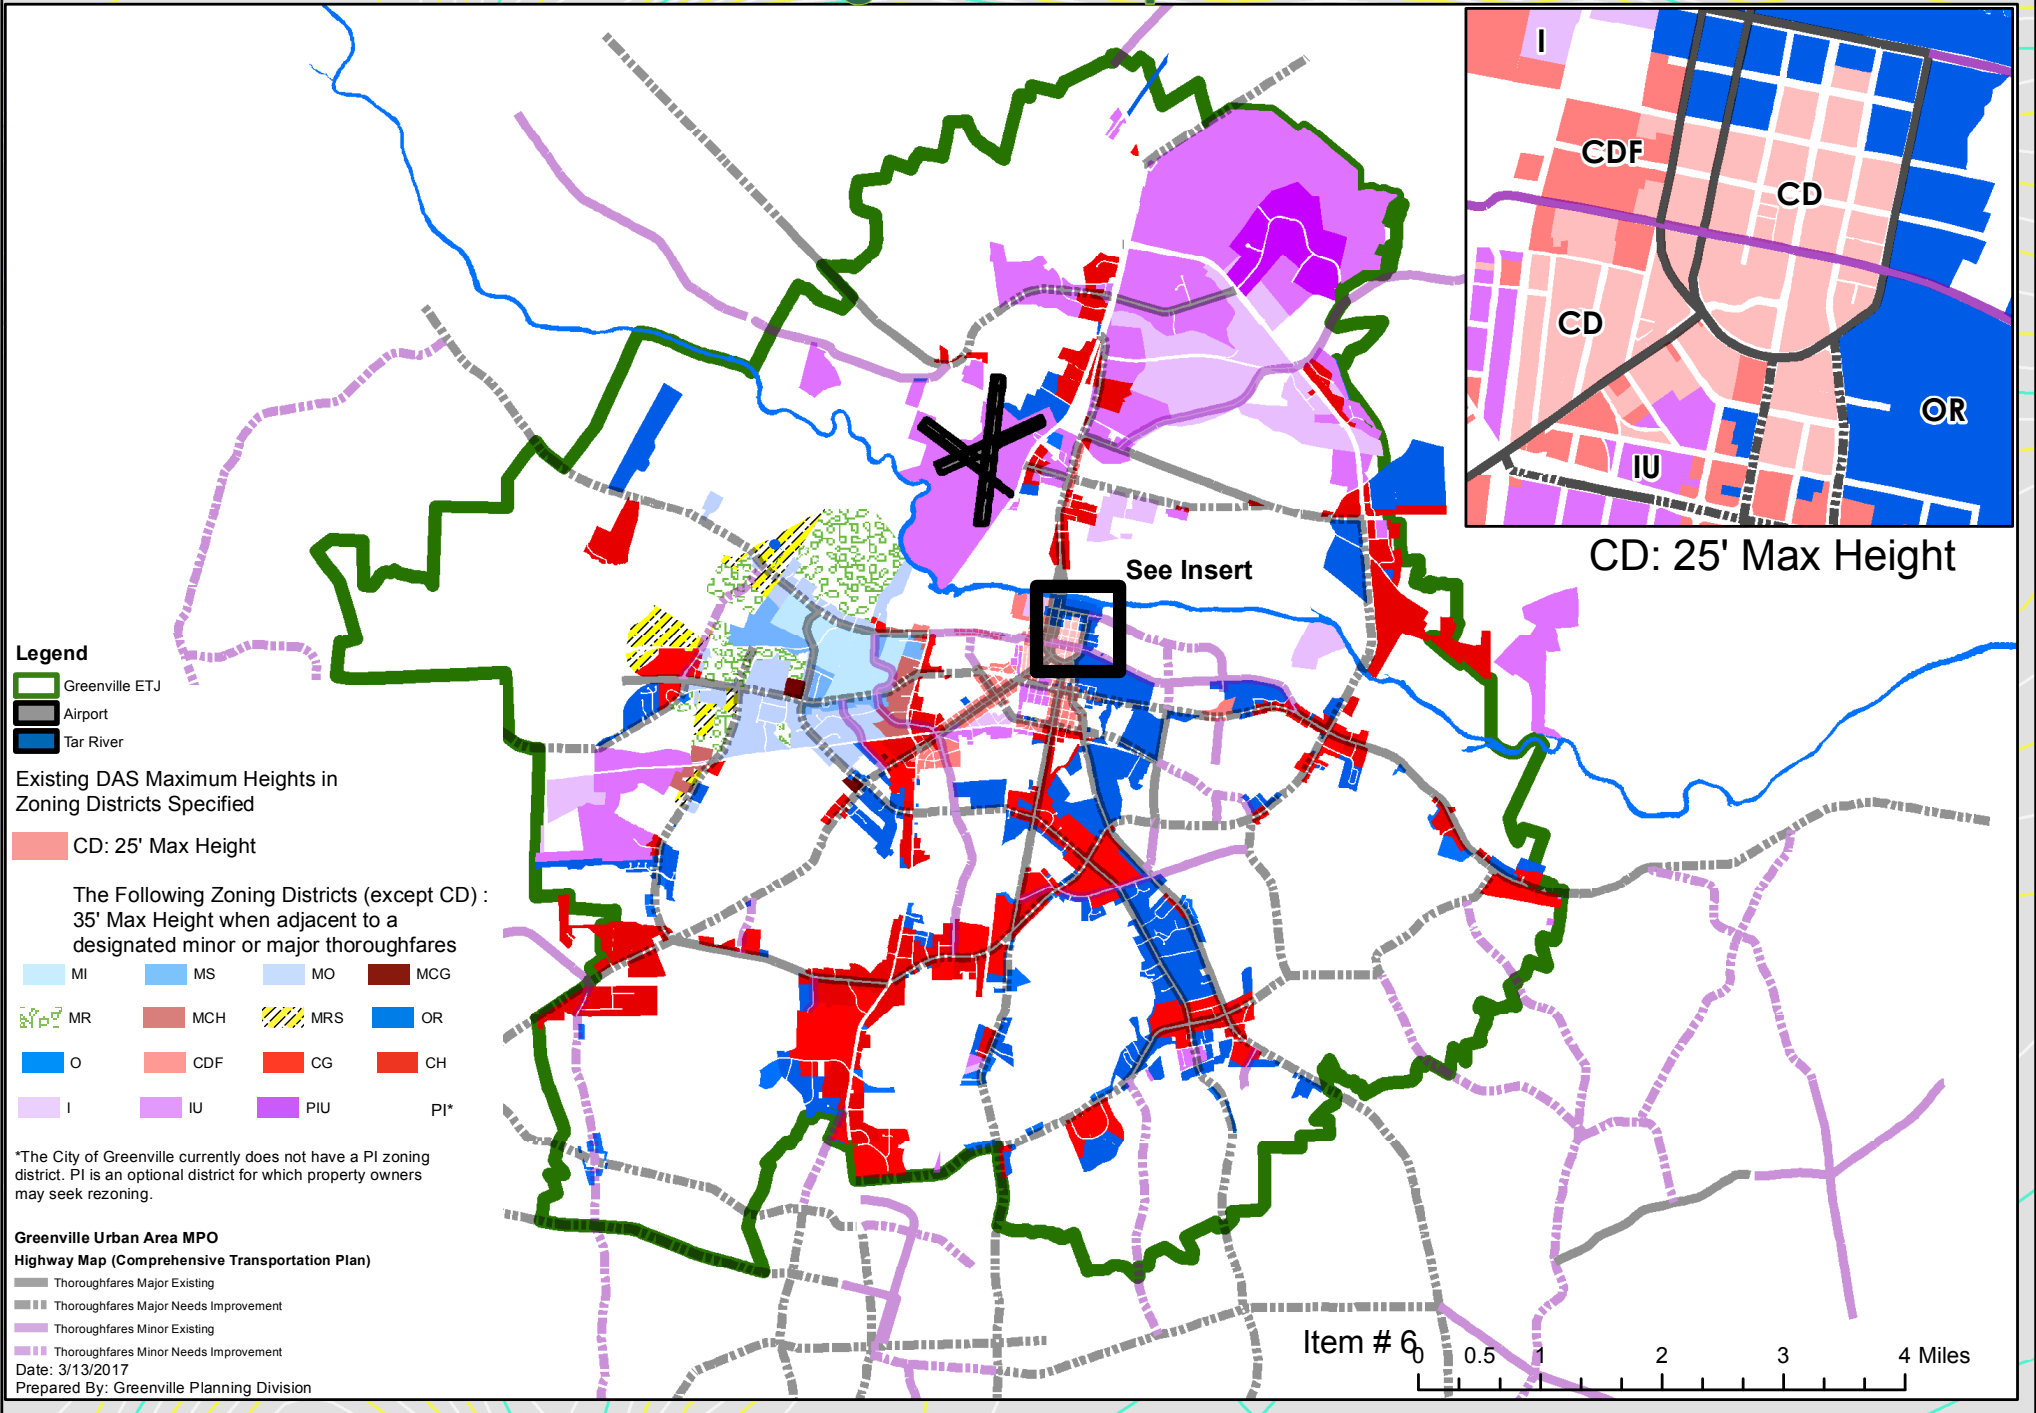 I
CDF
CD
CD
IU
OR
CD: 25' Max Height
See Insert
Legend
Greenville ETJ
Airport
Tar River
Existing DAS Maximum Heights in
Zoning Districts Specified
CD: 25' Max Height
The Following Zoning Districts (except CD) :
35' Max Height when adjacent to a
designated minor or major thoroughfares
MI MS MO MCG
MR MCH MRS OR
O CDF CG CH
I IU PIU PI*
*The City of Greenville currently does not have a PI zoning
district. PI is an optional district for which property owners
may seek rezoning.
Greenville Urban Area MPO
Highway Map (Comprehensive Transportation Plan)
Thoroughfares Major Existing
Thoroughfares Major Needs Improvement
Thoroughfares Minor Existing
Thoroughfares Minor Needs Improvement
Date: 3/13/2017
Prepared By: Greenville Planning Division
Item # 6
0 0.5 1 2 3 4 Miles